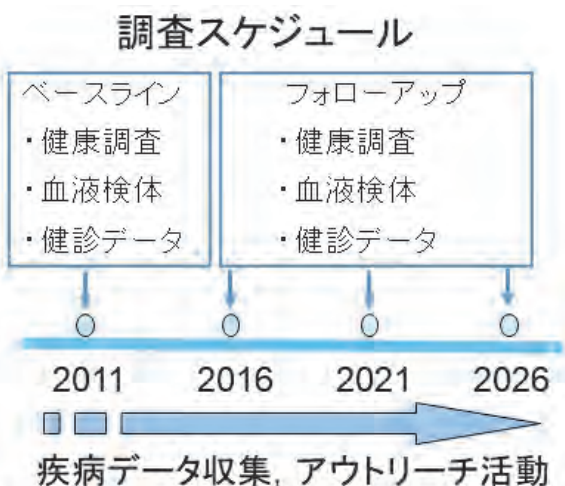 調査スケジュール
ベースライン
・健康調査
・血液検体
・健診データ
フォローアップ
・健康調査
・血液検体
・健診データ
2011 2016 2021 2026
疾病データ収集, アウトリーチ活動